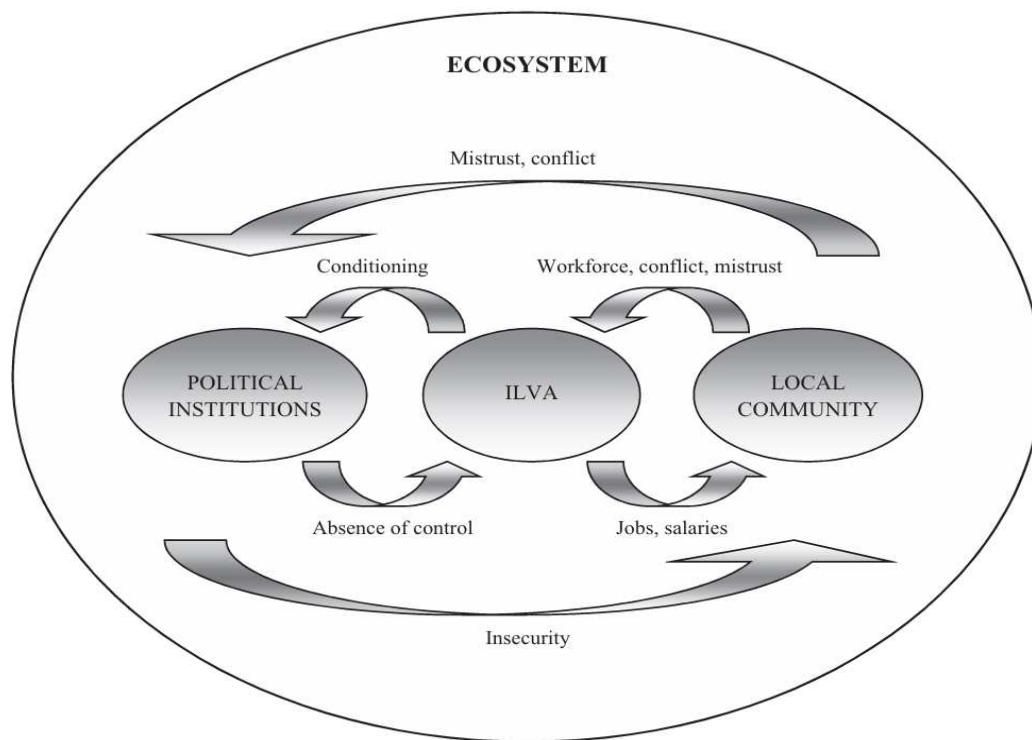 ECOSYSTEM
Mistrust, conflict
Conditioning
Workforce, conflict, mistrust
POLITICAL
INSTITUTIONS
ILVA
LOCAL
COMMUNITY
Absence of control
Jobs, salaries
Insecurity